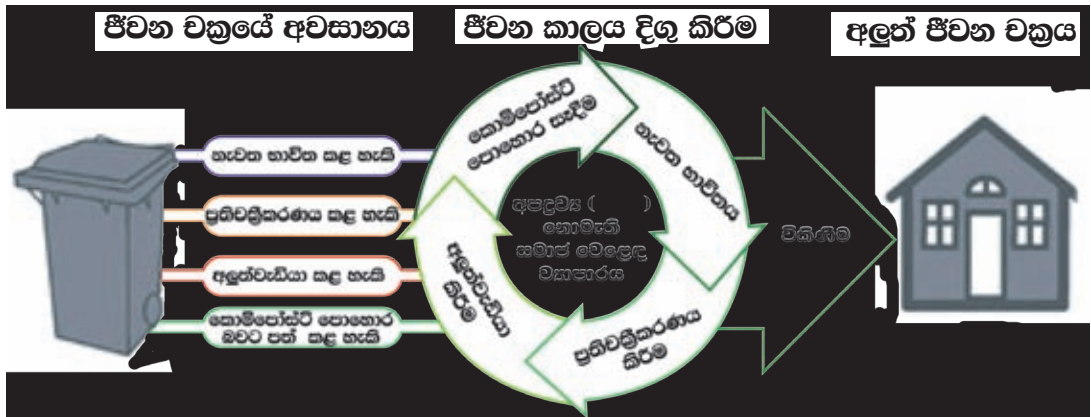 ජීවන චක්‍රයේ අවසානය
ජීවන කාලය දිගු කිරීම
අලුත් ජීවන චක්‍රය
නැවත භාවිත කළ හැකි
ප්‍රතිචක්‍රීකරණය කළ හැකි
අලුත්වැඩියා කළ හැකි
කොම්පෝස්ට් පොහොර
බවට පත් කළ හැකි
කොම්පෝස්ට්
පොහොර සෑදීම
නැවත භාවිතය
ප්‍රතිචක්‍රීකරණය
කිරීම
අලුත්වැඩියා
කිරීම
අපද්‍රව්‍ය (       )
නොමැති
සමාජ වෙළෙඳ
ව්‍යාපාරය
විකිණීම